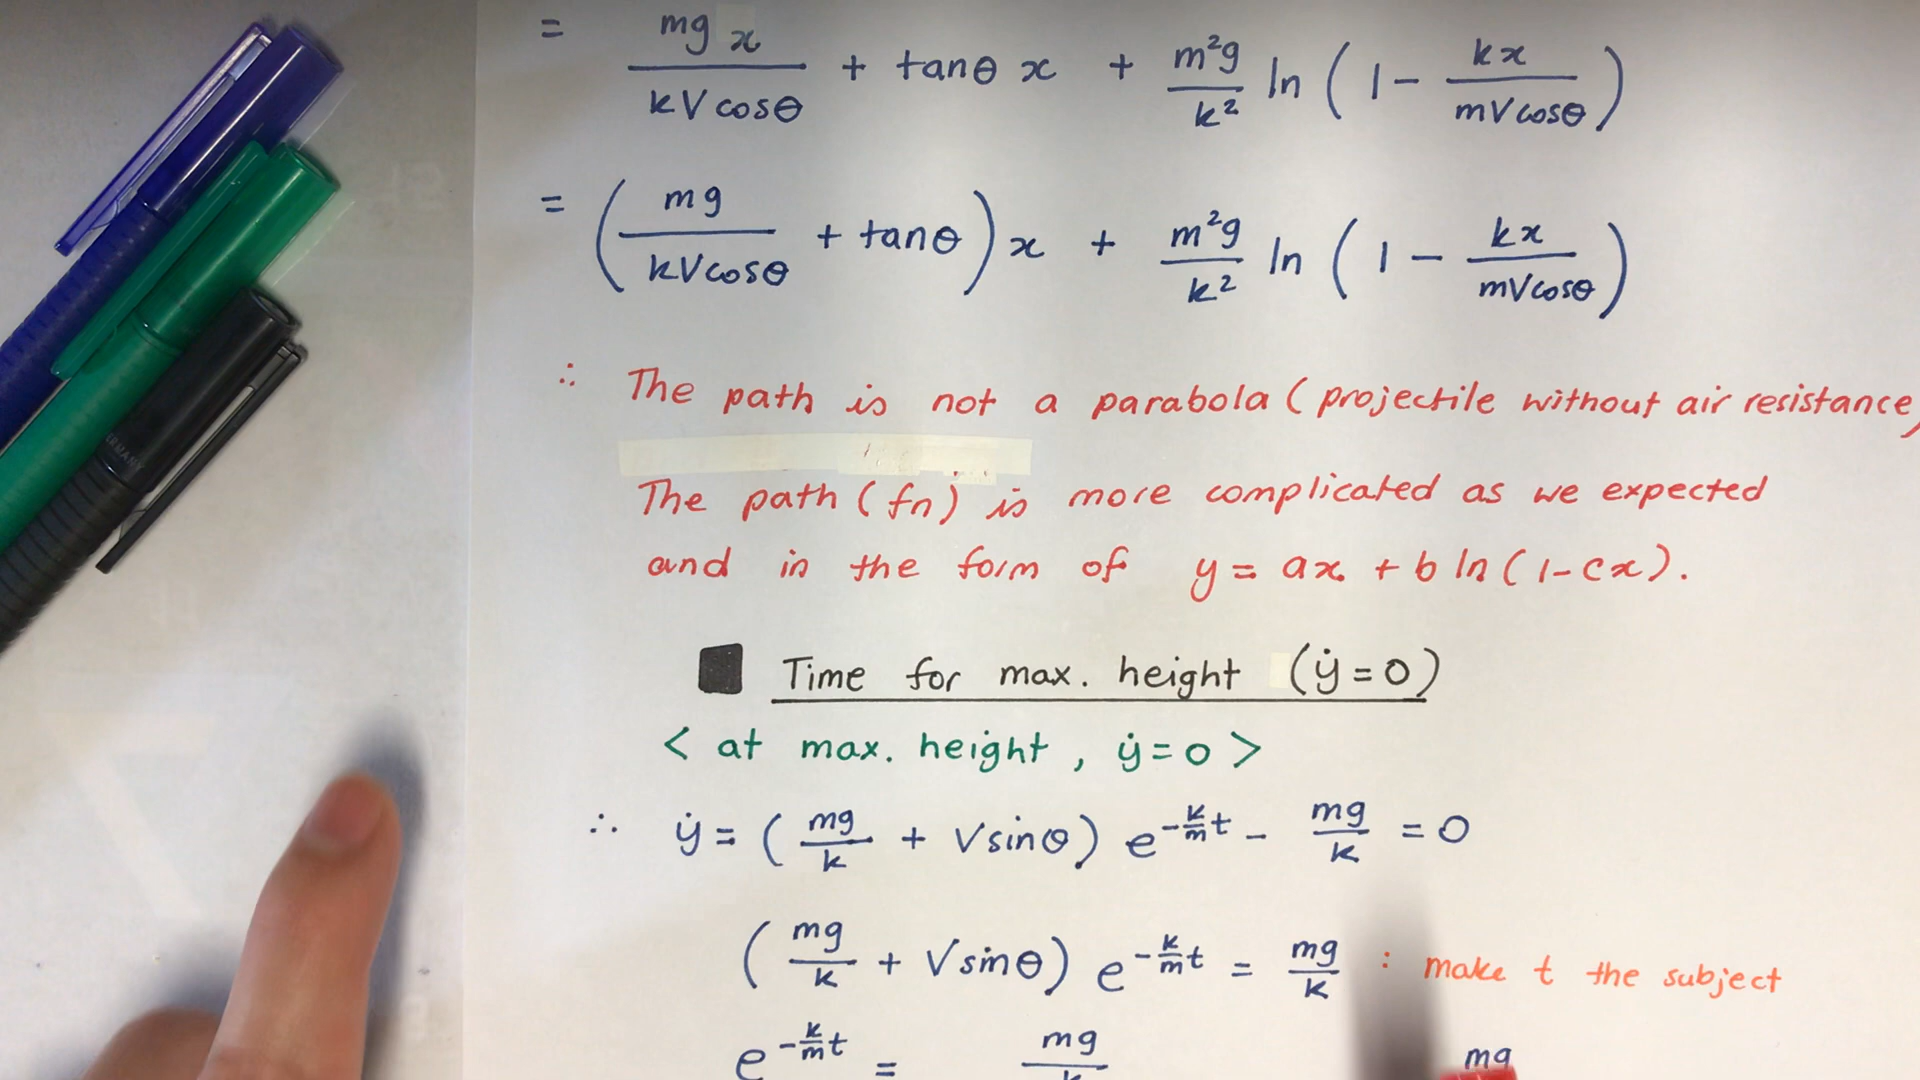 = mg x / kVcosθ + tanθ x + m²g / k² ln ( 1 - kx / mVcosθ )
= ( mg / kVcosθ + tanθ ) x + m²g / k² ln ( 1 - kx / mVcosθ )
∴ The path is not a parabola ( projectile without air resistance)
The path ( fn ) is more complicated as we expected
and in the form of y = ax + b ln ( 1 - cx ).
■ Time for max. height ( ẏ = 0 )
< at max. height , ẏ = 0 >
∴ ẏ = ( mg / k + Vsinθ ) e^{-k/m t} - mg / k = 0
( mg / k + Vsinθ ) e^{-k/m t} = mg / k : make t the subject
e^{-k/m t} = mg / k mg